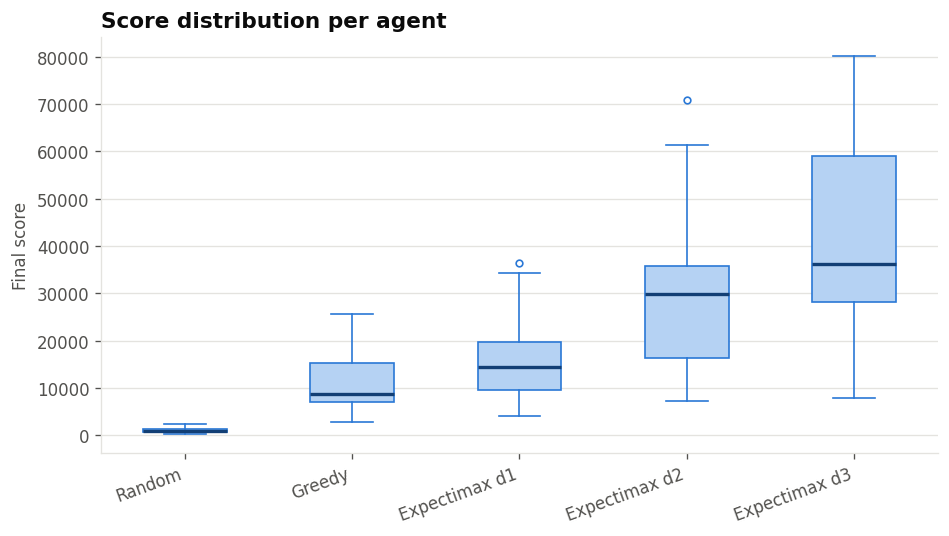 Score distribution per agent
Final score
80000
70000
60000
50000
40000
30000
20000
10000
0
Random
Greedy
Expectimax d1
Expectimax d2
Expectimax d3